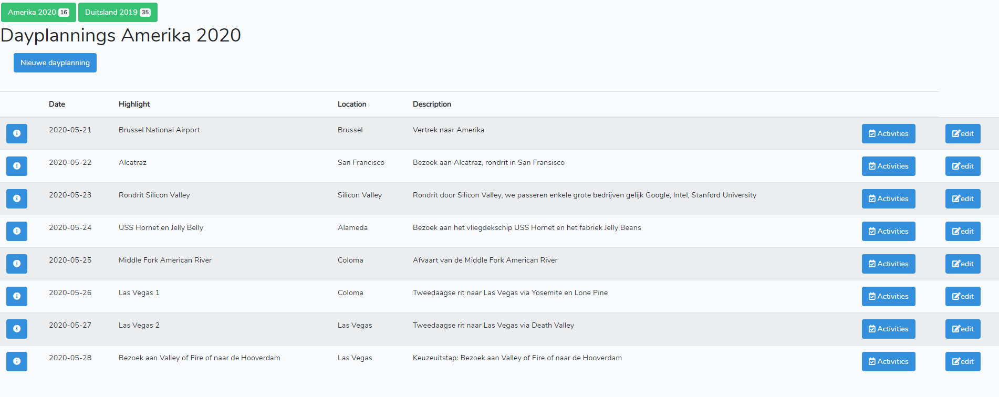 Amerika 2020 16 Duitsland 2019 35
Dayplannings Amerika 2020
Nieuwe dayplanning
Date Highlight Location Description
2020-05-21 Brussel National Airport Brussel Vertrek naar Amerika Activities edit
2020-05-22 Alcatraz San Francisco Bezoek aan Alcatraz, rondrit in San Fransisco Activities edit
2020-05-23 Rondrit Silicon Valley Silicon Valley Rondrit door Silicon Valley, we passeren enkele grote bedrijven gelijk Google, Intel, Stanford University Activities edit
2020-05-24 USS Hornet en Jelly Belly Alameda Bezoek aan het vliegdekschip USS Hornet en het fabriek Jelly Beans Activities edit
2020-05-25 Middle Fork American River Coloma Afvaart van de Middle Fork American River Activities edit
2020-05-26 Las Vegas 1 Coloma Tweedaagse rit naar Las Vegas via Yosemite en Lone Pine Activities edit
2020-05-27 Las Vegas 2 Las Vegas Tweedaagse rit naar Las Vegas via Death Valley Activities edit
2020-05-28 Bezoek aan Valley of Fire of naar de Hooverdam Las Vegas Keuzeuitstap: Bezoek aan Valley of Fire of naar de Hooverdam Activities edit